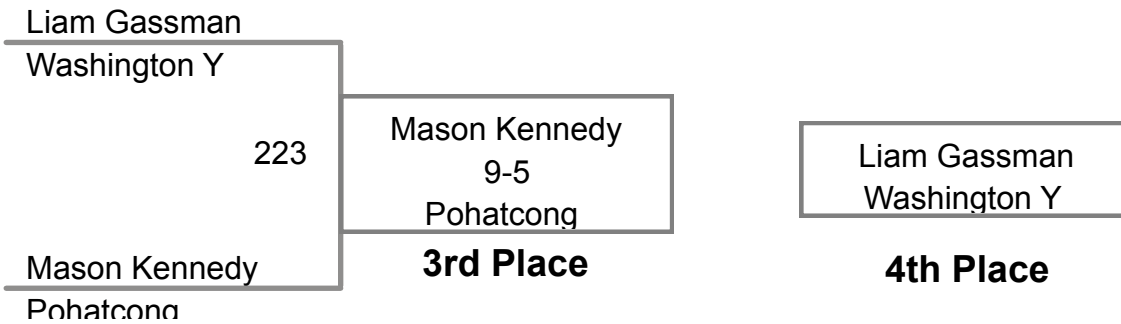 Liam Gassman
Washington Y
223
Mason Kennedy
Pohatcong
Mason Kennedy
9-5
Pohatcong
3rd Place
Liam Gassman
Washington Y
4th Place